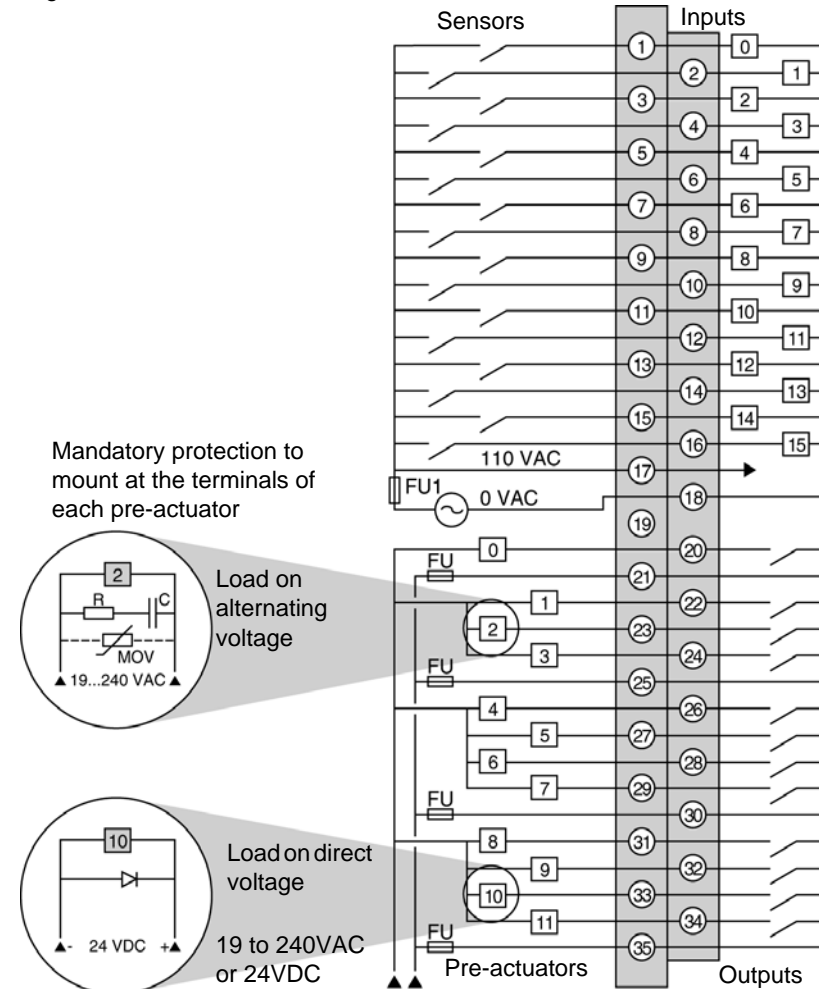 Sensors
Inputs
1 0
2 1
3 2
4 3
5 4
6 5
7 6
8 7
9 8
10 9
11 10
12 11
13 12
14 13
15 14
16 15
110 VAC
17
FU1
0 VAC
18
19
0 20
FU 21
1 22
2 23
3 24
FU 25
4 26
5 27
6 28
7 29
FU 30
8 31
9 32
10 33
11 34
FU 35
Mandatory protection to
mount at the terminals of
each pre-actuator
2
R C
MOV
19...240 VAC
Load on
alternating
voltage
10
- 24 VDC +
Load on direct
voltage
19 to 240VAC
or 24VDC
Pre-actuators
Outputs